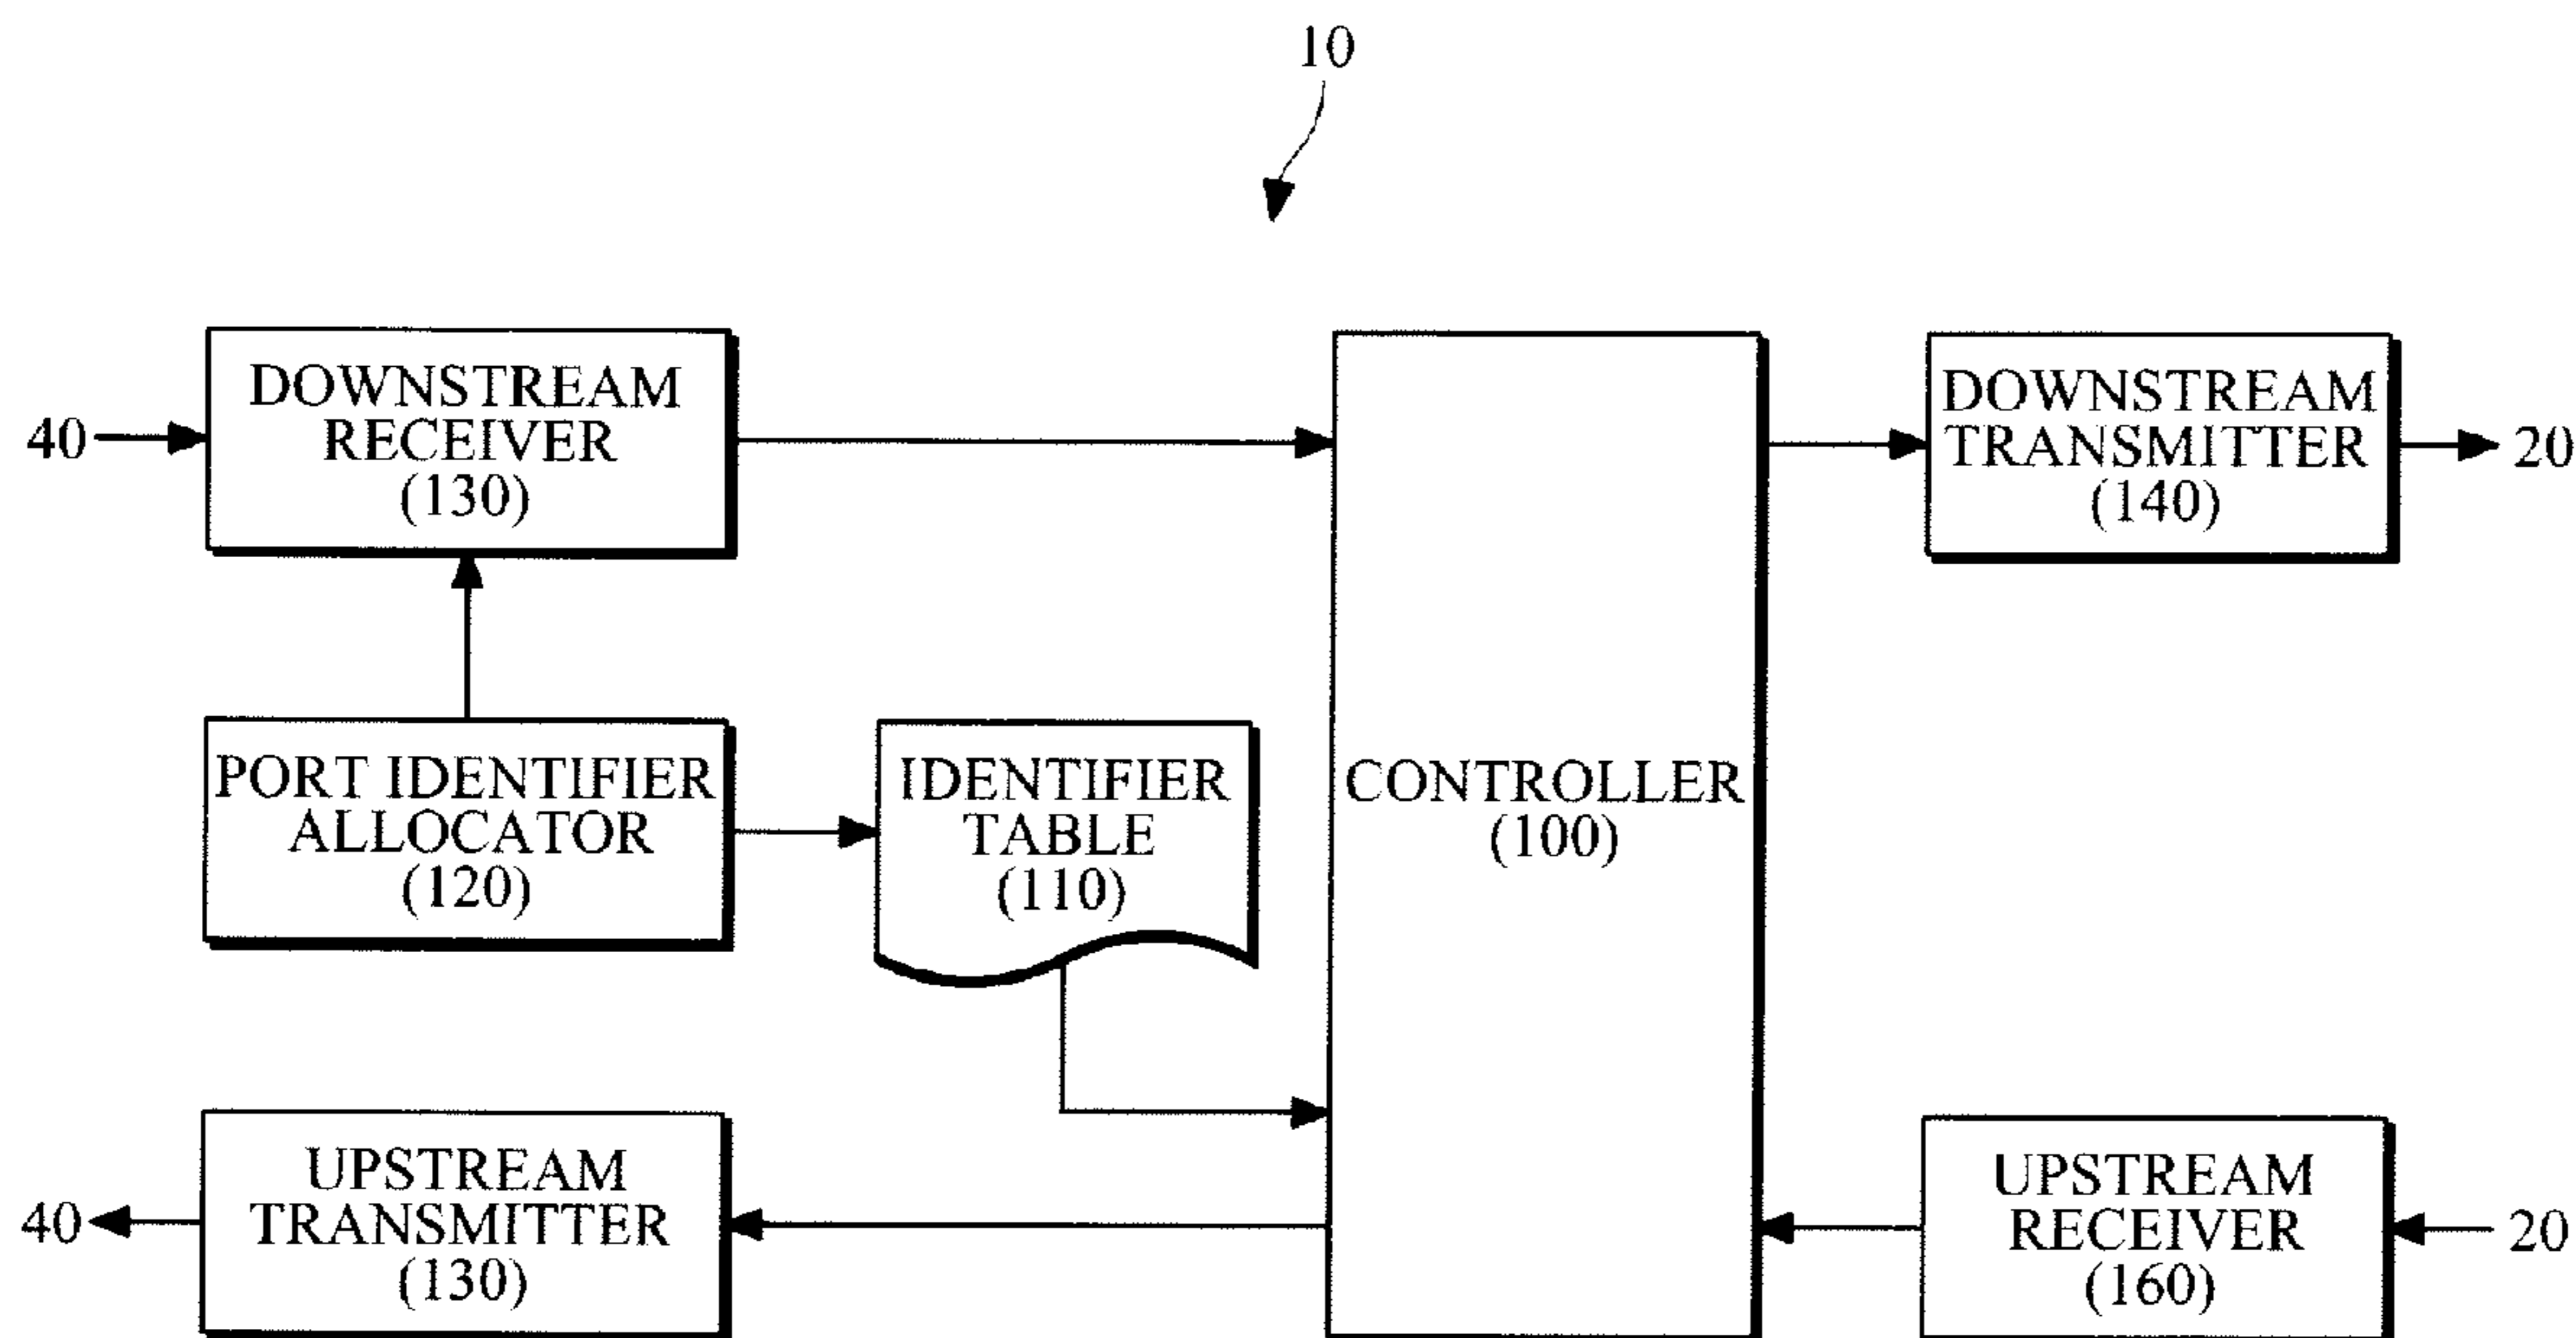 10
40
DOWNSTREAM
RECEIVER
(130)
DOWNSTREAM
TRANSMITTER
(140)
20
PORT IDENTIFIER
ALLOCATOR
(120)
IDENTIFIER
TABLE
(110)
CONTROLLER
(100)
40
UPSTREAM
TRANSMITTER
(130)
UPSTREAM
RECEIVER
(160)
20